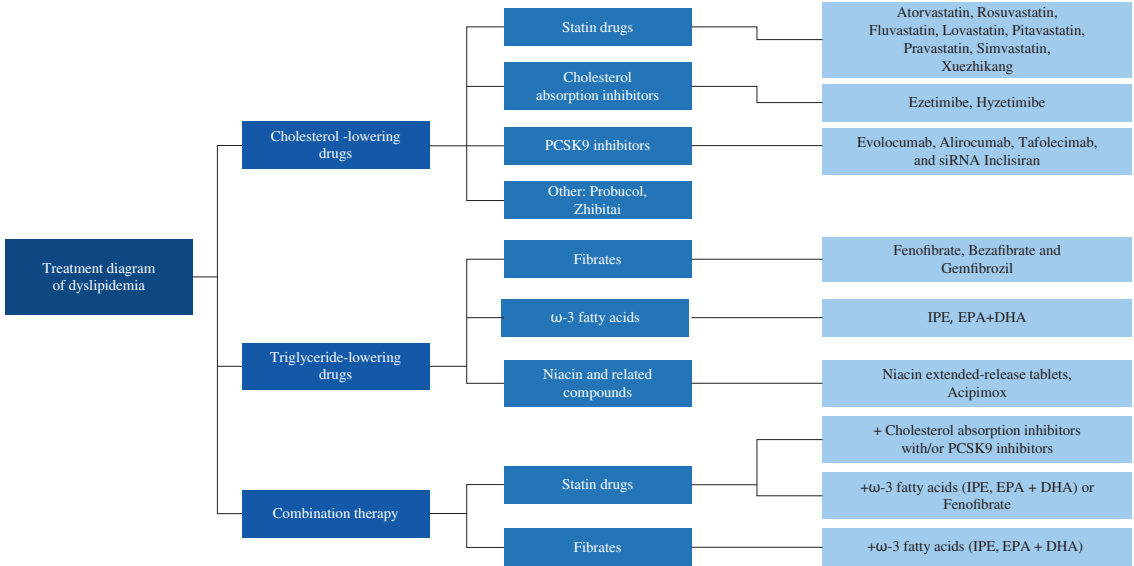 Treatment diagram
of dyslipidemia
Cholesterol -lowering
drugs
Statin drugs
Atorvastatin, Rosuvastatin,
Fluvastatin, Lovastatin, Pitavastatin,
Pravastatin, Simvastatin,
Xuezhikang
Cholesterol
absorption inhibitors
Ezetimibe, Hyzetimibe
PCSK9 inhibitors
Evolocumab, Alirocumab, Tafolecimab,
and siRNA Inclisiran
Other: Probucol,
Zhibitai
Triglyceride-lowering
drugs
Fibrates
Fenofibrate, Bezafibrate and
Gemfibrozil
ω-3 fatty acids
IPE, EPA+DHA
Niacin and related
compounds
Niacin extended-release tablets,
Acipimox
Combination therapy
Statin drugs
+ Cholesterol absorption inhibitors
with/or PCSK9 inhibitors
+ω-3 fatty acids (IPE, EPA + DHA) or
Fenofibrate
Fibrates
+ω-3 fatty acids (IPE, EPA + DHA)